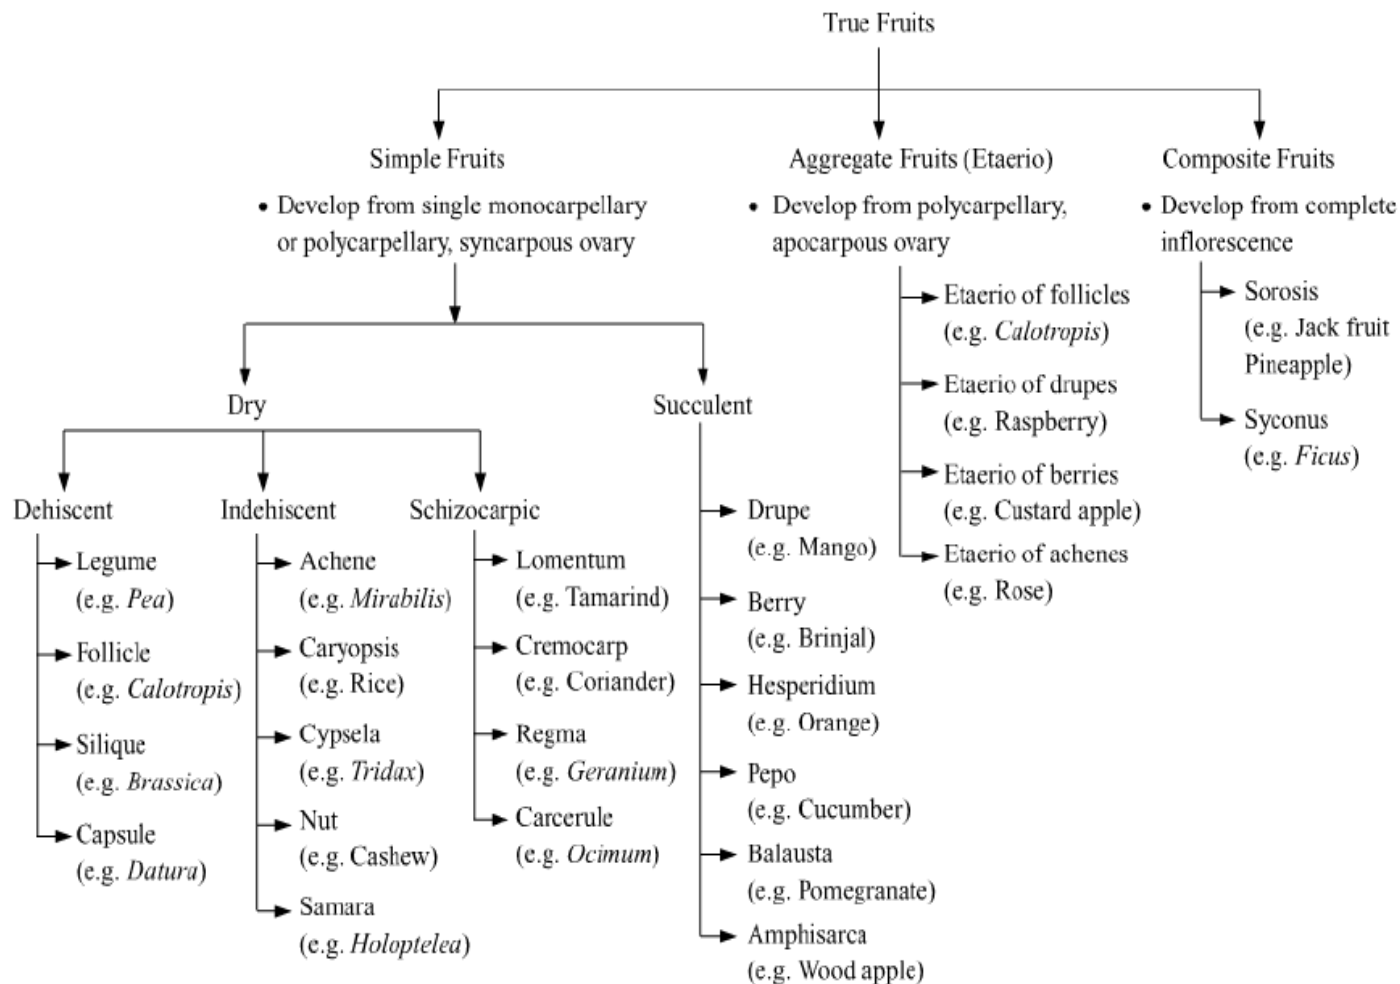 True Fruits
Simple Fruits
• Develop from single monocarpellary
or polycarpellary, syncarpous ovary
Aggregate Fruits (Etaerio)
• Develop from polycarpellary,
apocarpous ovary
Composite Fruits
• Develop from complete
inflorescence
Dry
Succulent
Dehiscent
Legume
(e.g. Pea)
Follicle
(e.g. Calotropis)
Silique
(e.g. Brassica)
Capsule
(e.g. Datura)
Indehiscent
Achene
(e.g. Mirabilis)
Caryopsis
(e.g. Rice)
Cypsela
(e.g. Tridax)
Nut
(e.g. Cashew)
Samara
(e.g. Holoptelea)
Schizocarpic
Lomentum
(e.g. Tamarind)
Cremocarp
(e.g. Coriander)
Regma
(e.g. Geranium)
Carcerule
(e.g. Ocimum)
Drupe
(e.g. Mango)
Berry
(e.g. Brinjal)
Hesperidium
(e.g. Orange)
Pepo
(e.g. Cucumber)
Balausta
(e.g. Pomegranate)
Amphisarca
(e.g. Wood apple)
Etaerio of follicles
(e.g. Calotropis)
Etaerio of drupes
(e.g. Raspberry)
Etaerio of berries
(e.g. Custard apple)
Etaerio of achenes
(e.g. Rose)
Sorosis
(e.g. Jack fruit
Pineapple)
Syconus
(e.g. Ficus)